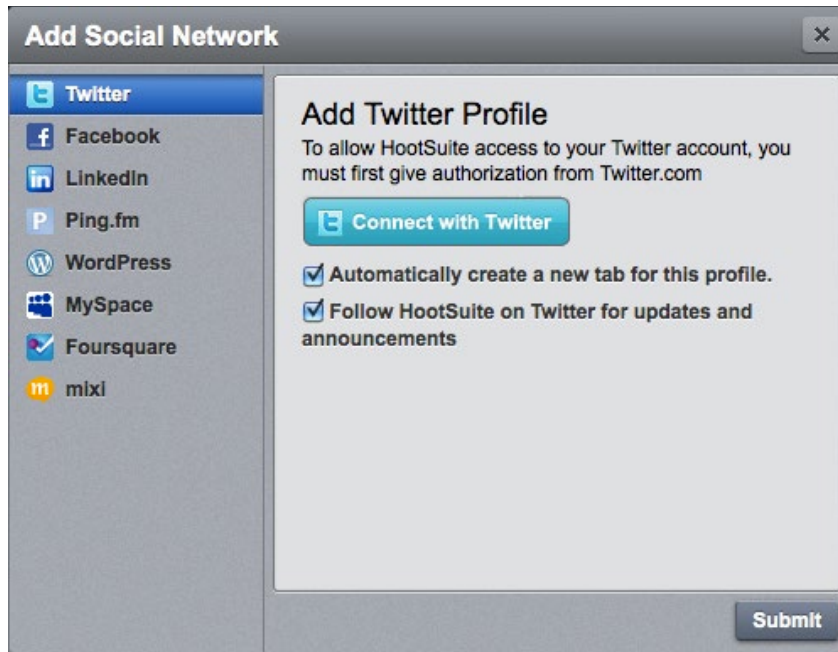 Add Social Network
Twitter
Facebook
LinkedIn
Ping.fm
WordPress
MySpace
Foursquare
mixi
Add Twitter Profile
To allow HootSuite access to your Twitter account, you
must first give authorization from Twitter.com
Connect with Twitter
Automatically create a new tab for this profile.
Follow HootSuite on Twitter for updates and
announcements
Submit